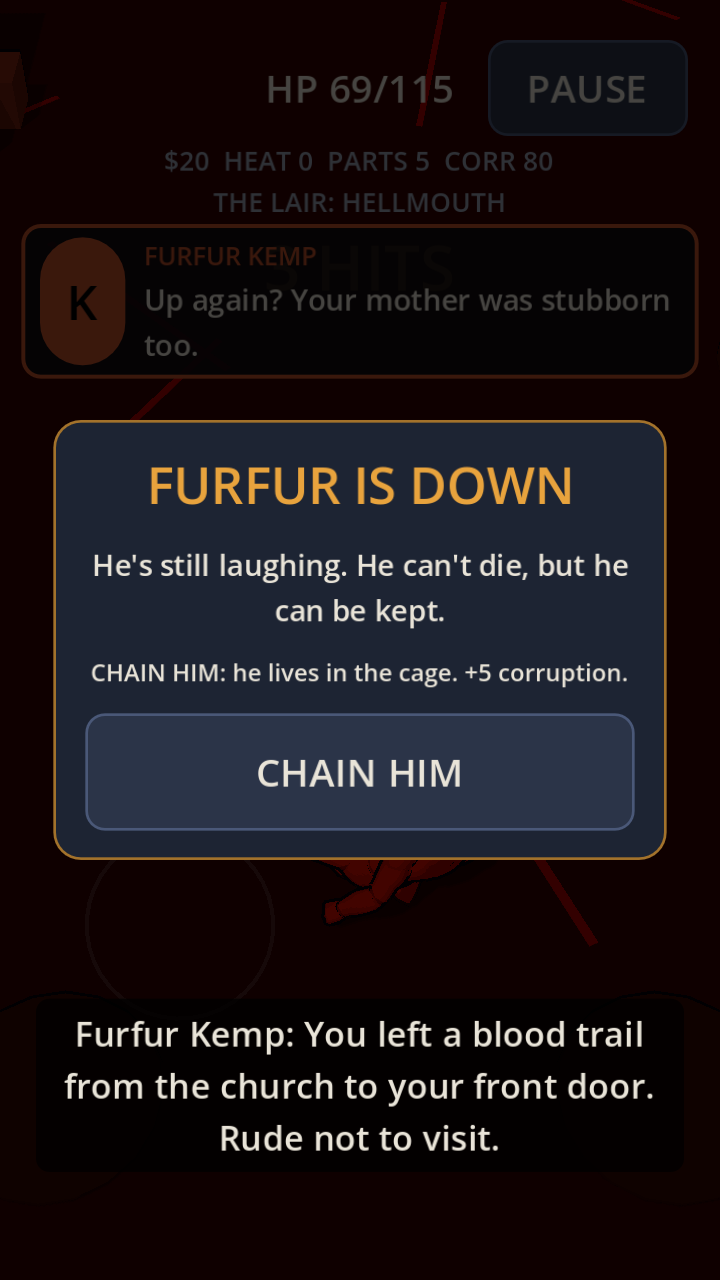 HP 69/115
PAUSE
$20 HEAT 0 PARTS 5 CORR 80
THE LAIR: HELLMOUTH
HITS
FURFUR KEMP
K
Up again? Your mother was stubborn
too.
FURFUR IS DOWN
He's still laughing. He can't die, but he
can be kept.
CHAIN HIM: he lives in the cage. +5 corruption.
CHAIN HIM
Furfur Kemp: You left a blood trail
from the church to your front door.
Rude not to visit.